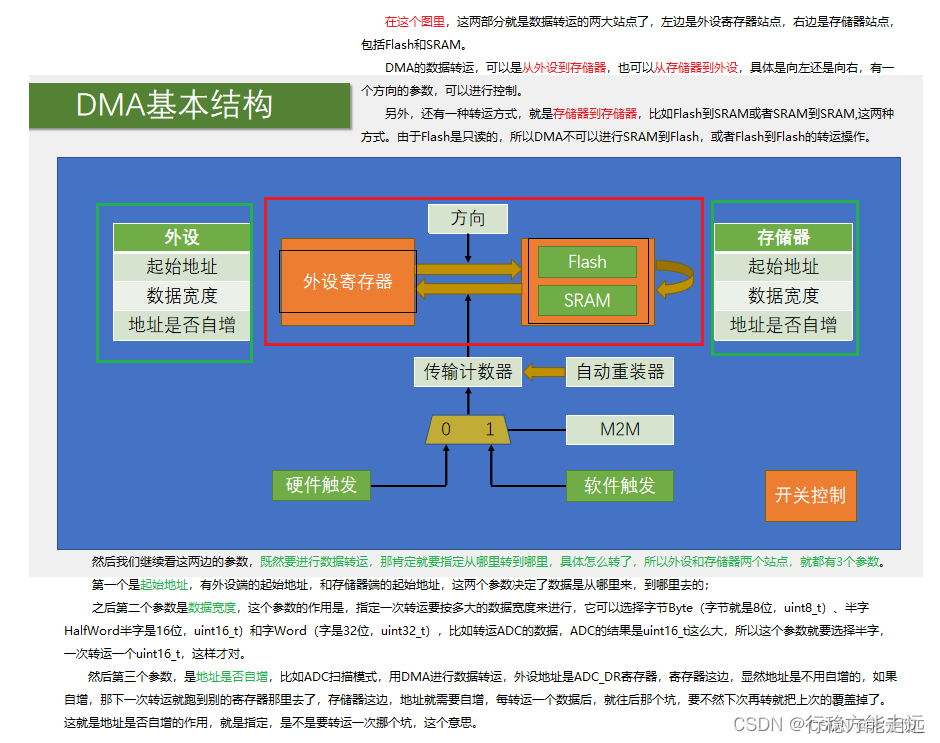 在这个图里，这两部分就是数据转运的两大站点了，左边是外设寄存器站点，右边是存储器站点，
包括Flash和SRAM。
DMA的数据转运，可以是从外设到存储器，也可以从存储器到外设，具体是向左还是向右，有一
个方向的参数，可以进行控制。
另外，还有一种转运方式，就是存储器到存储器，比如Flash到SRAM或者SRAM到SRAM,这两种
方式。由于Flash是只读的，所以DMA不可以进行SRAM到Flash，或者Flash到Flash的转运操作。
DMA基本结构
方向
外设
起始地址
数据宽度
地址是否自增
外设寄存器
Flash
SRAM
存储器
起始地址
数据宽度
地址是否自增
传输计数器
自动重装器
0 1
M2M
硬件触发
软件触发
开关控制
然后我们继续看这两边的参数，既然要进行数据转运，那肯定就要指定从哪里转到哪里，具体怎么转了，所以外设和存储器两个站点，就都有3个参数。
第一个是起始地址，有外设端的起始地址，和存储器端的起始地址，这两个参数决定了数据是从哪里来，到哪里去的；
之后第二个参数是数据宽度，这个参数的作用是，指定一次转运要按多大的数据宽度来进行，它可以选择字节Byte（字节就是8位，uint8_t）、半字
HalfWord半字是16位，uint16_t）和字Word（字是32位，uint32_t），比如转运ADC的数据，ADC的结果是uint16_t这么大，所以这个参数就要选择半字，
一次转运一个uint16_t，这样才对。
然后第三个参数，是地址是否自增，比如ADC扫描模式，用DMA进行数据转运，外设地址是ADC_DR寄存器，寄存器这边，显然地址是不用自增的，如果
自增，那下一次转运就跑到别的寄存器那里去了，存储器这边，地址就需要自增，每转运一个数据后，就往后那个坑，要不然下次再转就把上次的覆盖掉了。
这就是地址是否自增的作用，就是指定，是不是要转运一次挪个坑，这个意思。
CSDN @行稳方能走远